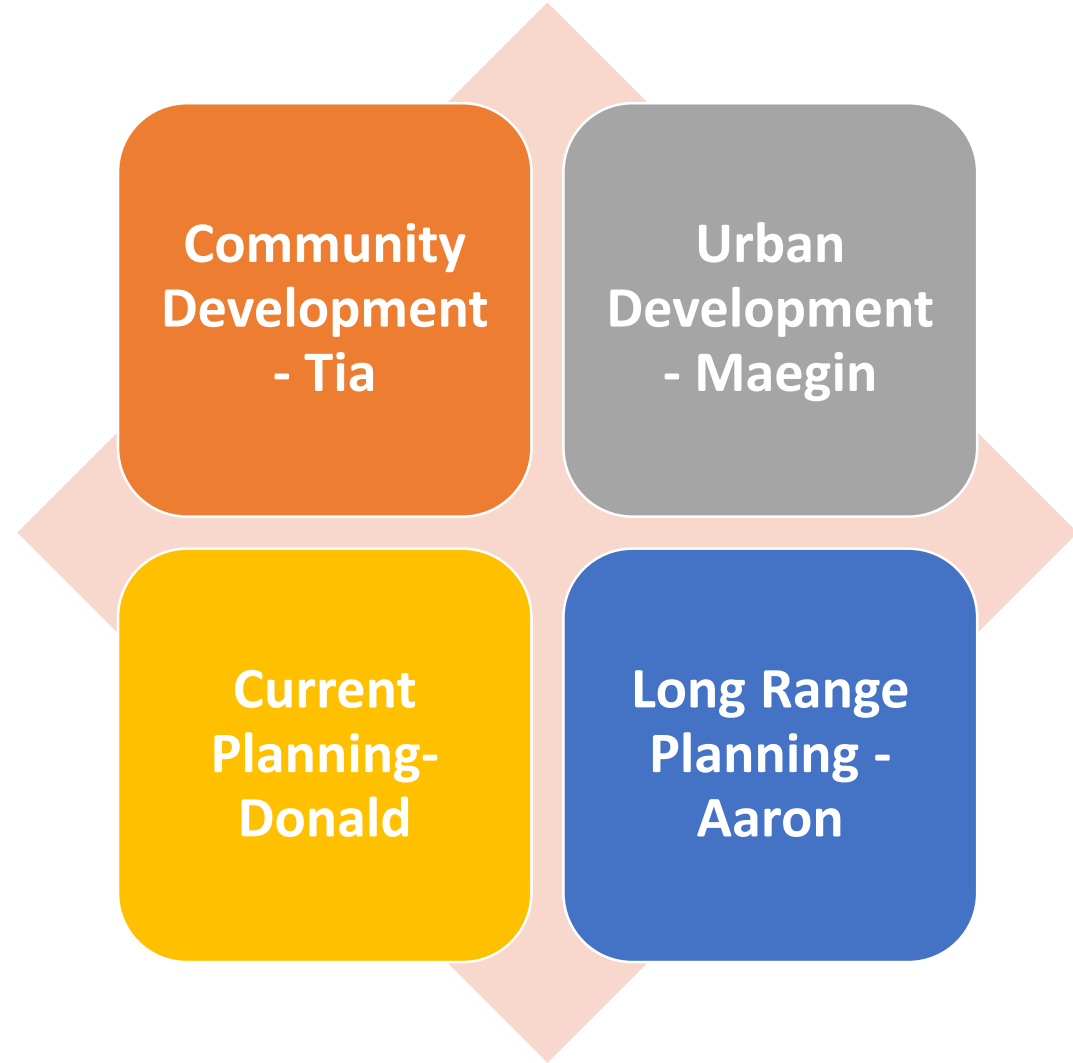 Community
Development
- Tia
Urban
Development
- Maegin
Current
Planning-
Donald
Long Range
Planning -
Aaron